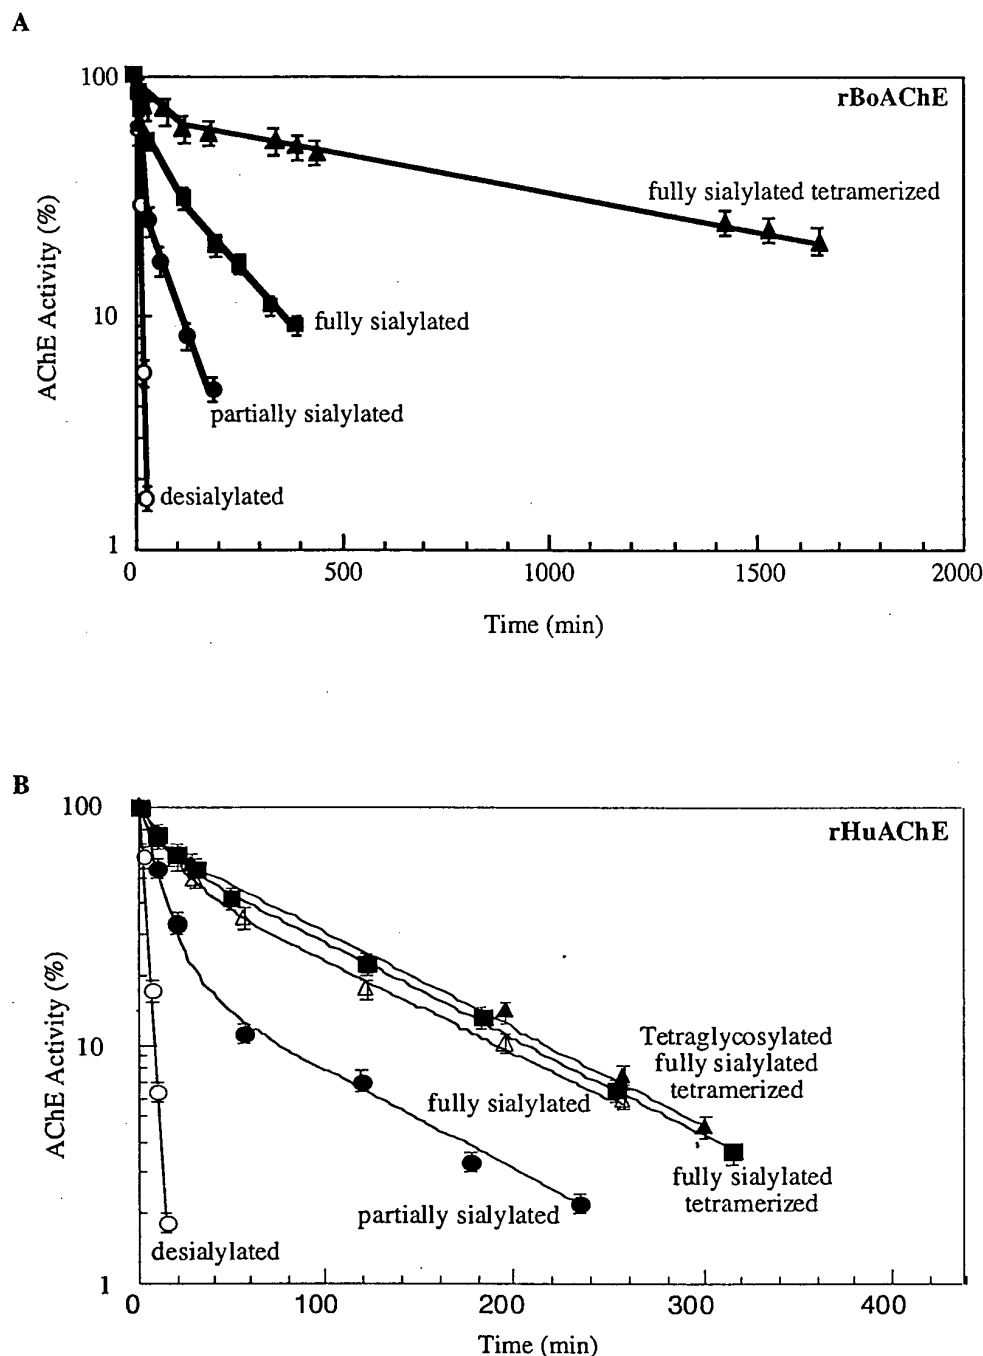 A
100
rBoAChE
fully sialylated tetramerized
AChE Activity (%)
10
fully sialylated
partially sialylated
desialylated
1
0
500
1000
1500
2000
Time (min)
B
100
rHuAChE
AChE Activity (%)
10
Tetraglycosylated
fully sialylated
tetramerized
fully sialylated
fully sialylated
tetramerized
partially sialylated
desialylated
1
0
100
200
300
400
Time (min)